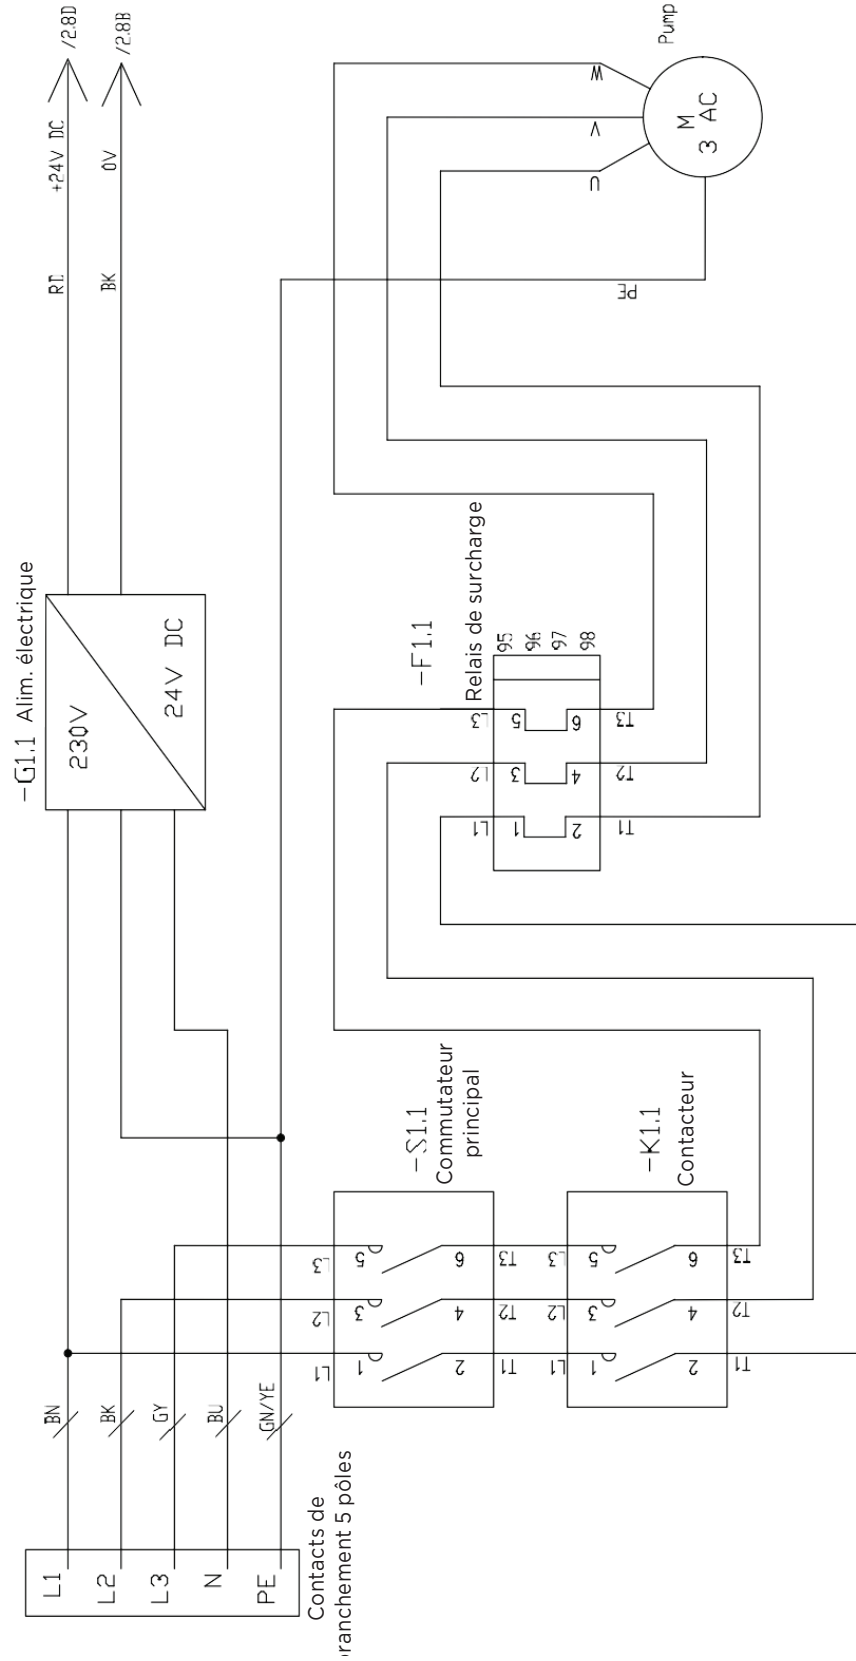 /2.8D
/2.8B
+24V DC
0V
RD
BK
Pump
M
3 AC
W
V
U
PE
-G1.1 Alim. électrique
230V
24V DC
-F1.1
Relais de surcharge
95
96
97
98
L3 5 6 T3
L2 3 4 T2
L1 1 2 T1
-S1.1
Commutateur
principal
L3 5 6 T3
L2 3 4 T2
L1 1 2 T1
-K1.1
Contacteur
L3 5 6 T3
L2 3 4 T2
L1 1 2 T1
BN
BK
GY
BU
GN/YE
L1
L2
L3
N
PE
Contacts de
branchement 5 pôles